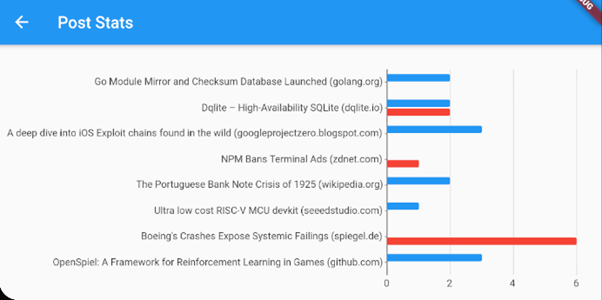 Post Stats
Go Module Mirror and Checksum Database Launched (golang.org)
Dqlite – High-Availability SQLite (dqlite.io)
A deep dive into iOS Exploit chains found in the wild (googleprojectzero.blogspot.com)
NPM Bans Terminal Ads (zdnet.com)
The Portuguese Bank Note Crisis of 1925 (wikipedia.org)
Ultra low cost RISC-V MCU devkit (seeedstudio.com)
Boeing's Crashes Expose Systemic Failings (spiegel.de)
OpenSpiel: A Framework for Reinforcement Learning in Games (github.com)
0 2 4 6